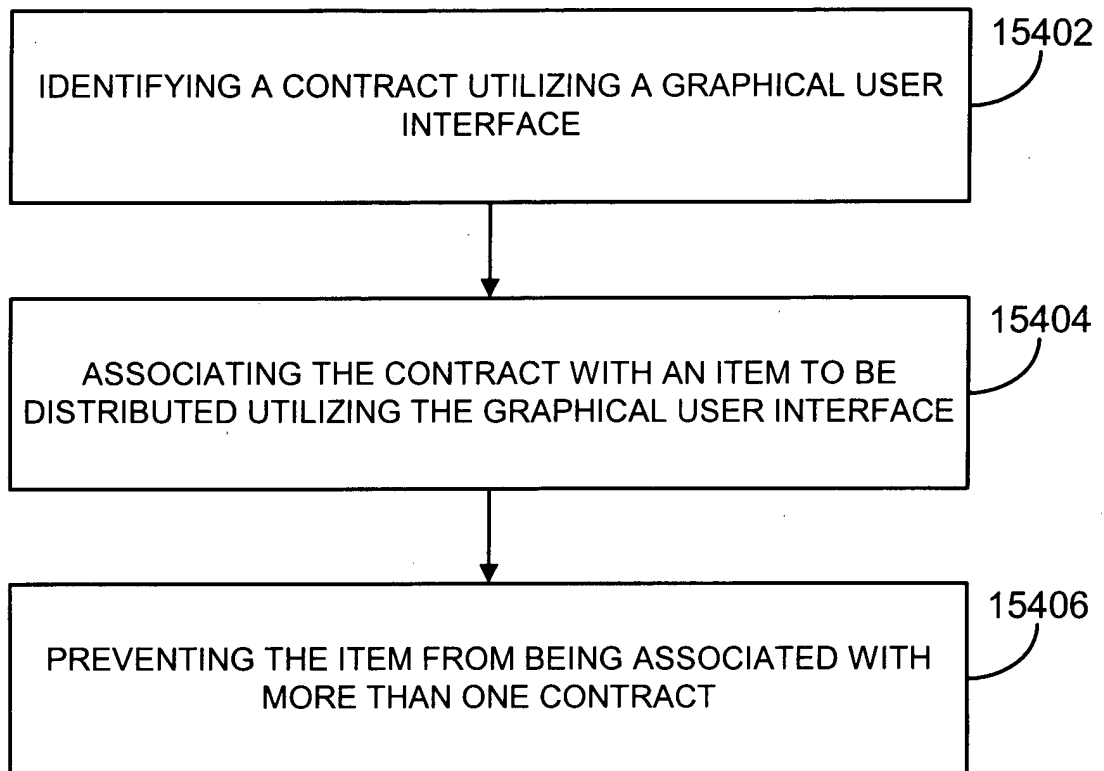 15402
IDENTIFYING A CONTRACT UTILIZING A GRAPHICAL USER
INTERFACE
15404
ASSOCIATING THE CONTRACT WITH AN ITEM TO BE
DISTRIBUTED UTILIZING THE GRAPHICAL USER INTERFACE
15406
PREVENTING THE ITEM FROM BEING ASSOCIATED WITH
MORE THAN ONE CONTRACT